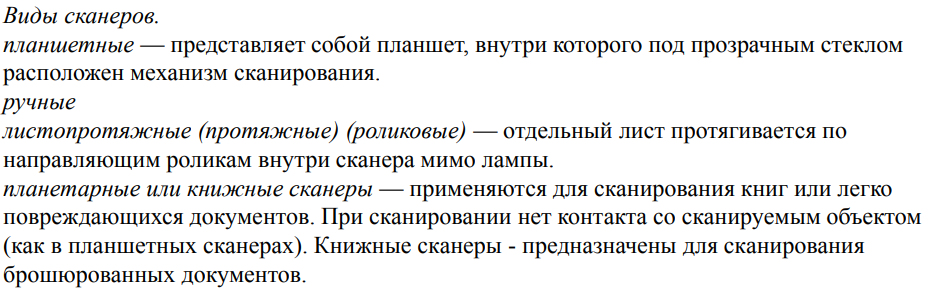 Виды сканеров.
планшетные — представляет собой планшет, внутри которого под прозрачным стеклом
расположен механизм сканирования.
ручные
листопротяжные (протяжные) (роликовые) — отдельный лист протягивается по
направляющим роликам внутри сканера мимо лампы.
планетарные или книжные сканеры — применяются для сканирования книг или легко
повреждающихся документов. При сканировании нет контакта со сканируемым объектом
(как в планшетных сканерах). Книжные сканеры - предназначены для сканирования
брошюрованных документов.